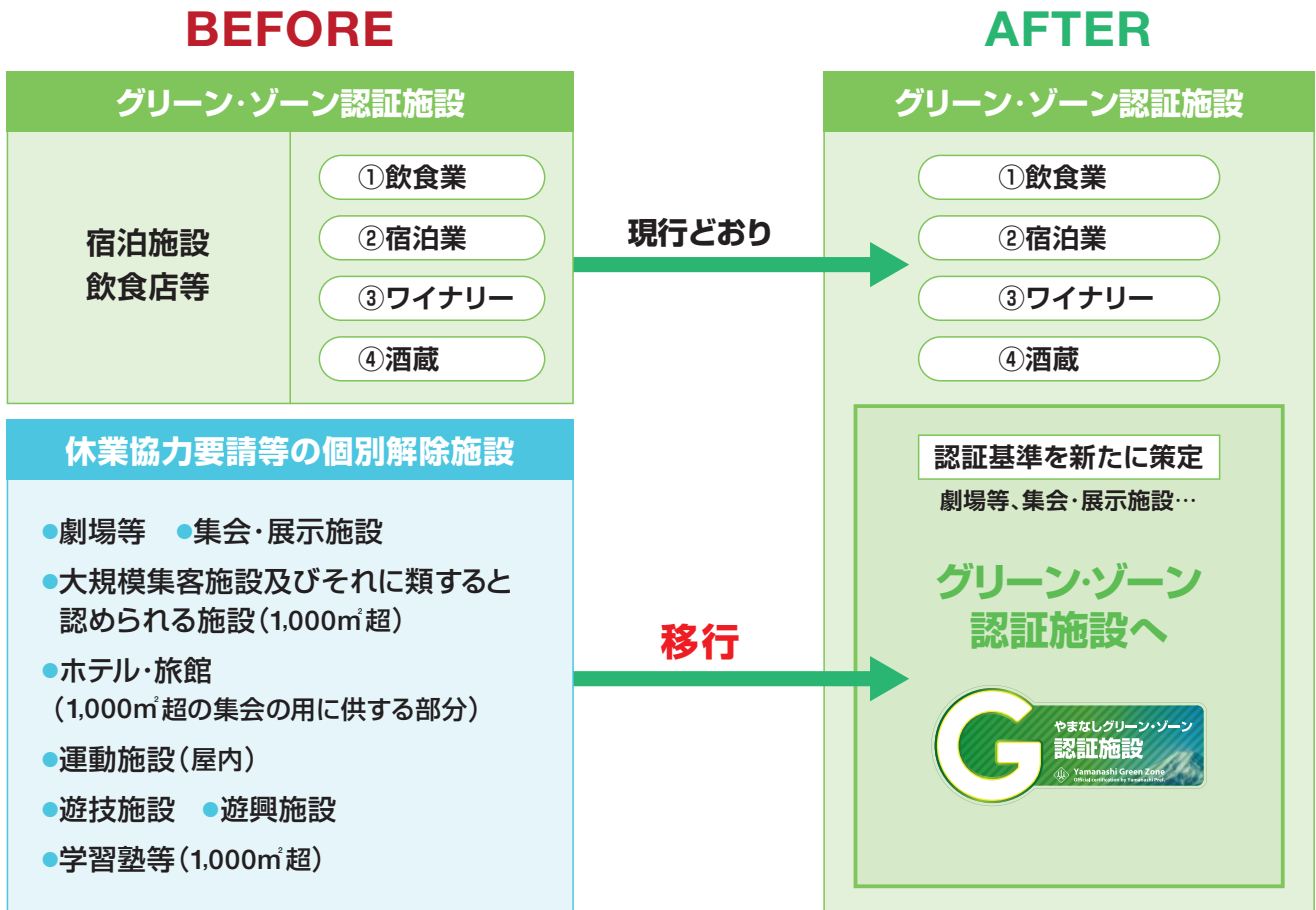 BEFORE
グリーン・ゾーン認証施設
宿泊施設
飲食店等
①飲食業
②宿泊業
③ワイナリー
④酒蔵
休業協力要請等の個別解除施設
●劇場等 ●集会・展示施設
●大規模集客施設及びそれに類すると
認められる施設（1,000㎡超）
●ホテル・旅館
（1,000㎡超の集会の用に供する部分）
●運動施設（屋内）
●遊技施設 ●遊興施設
●学習塾等（1,000㎡超）
現行どおり
移行
AFTER
グリーン・ゾーン認証施設
①飲食業
②宿泊業
③ワイナリー
④酒蔵
認証基準を新たに策定
劇場等、集会・展示施設…
グリーン・ゾーン
認証施設へ
G
やまなしグリーン・ゾーン
認証施設
Yamanashi Green Zone
Official certification by Yamanashi Pref.